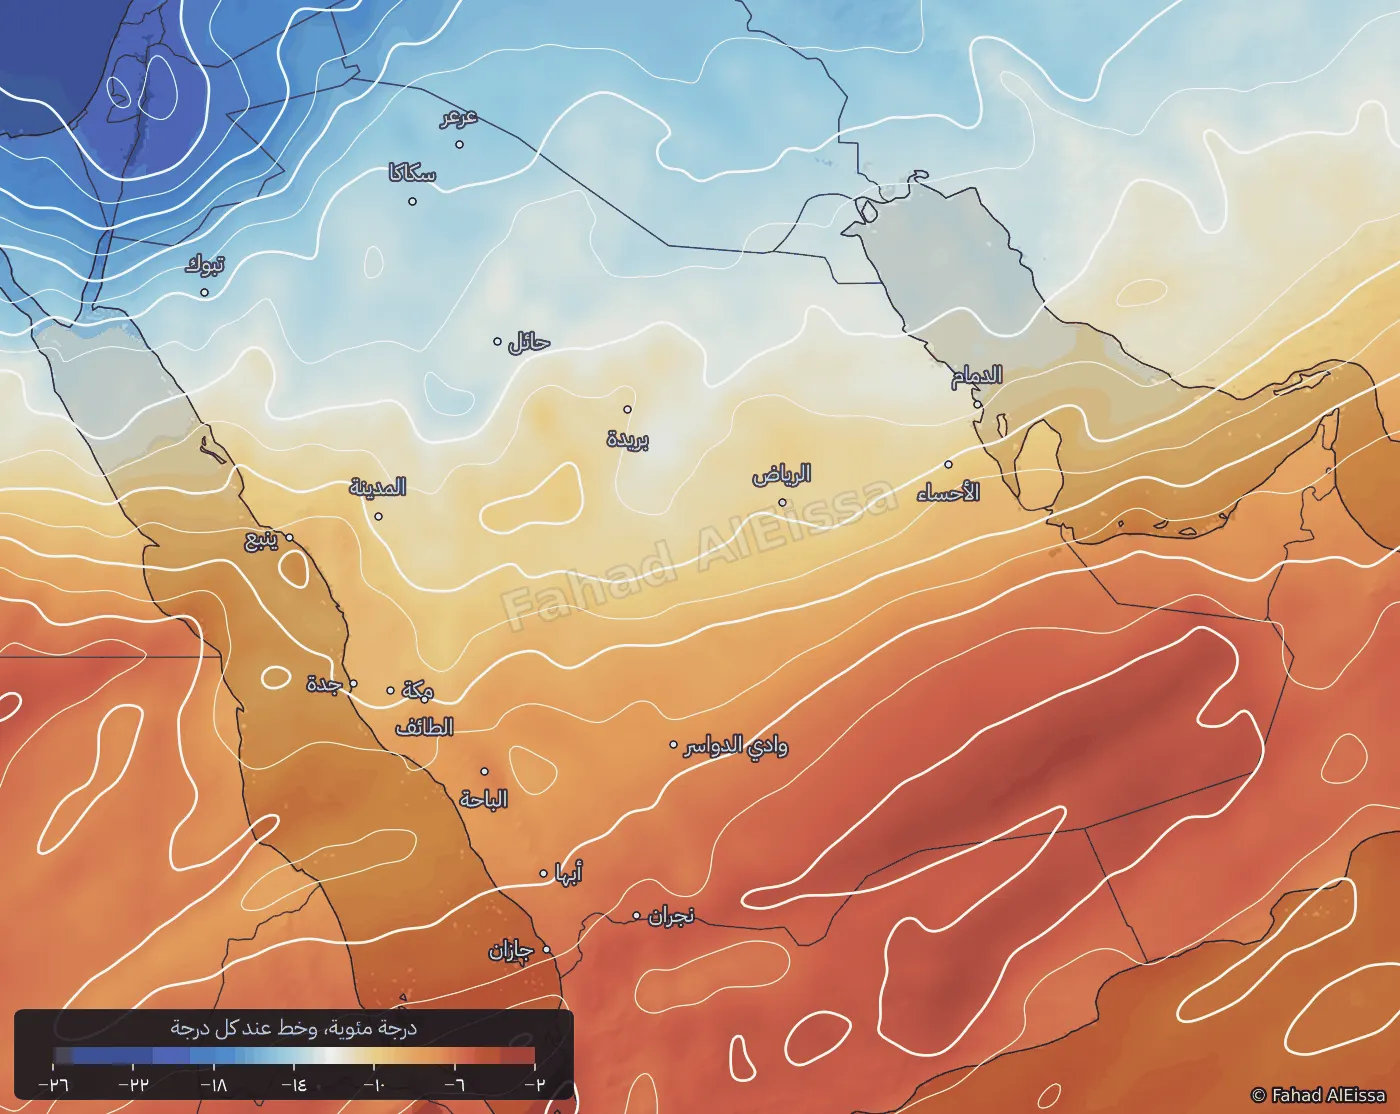 عرعر
سكاكا
تبوك
حائل
الدمام
بريدة
الرياض
المدينة
الأحساء
Fahad AlEissa
ينبع
جدة
مكة
الطائف
وادي الدواسر
الباحة
أبها
نجران
جازان
درجة مئوية، وخط عند كل درجة
−٢٦ −٢٢ −١٨ −١٤ −١٠ −٦ −٢
© Fahad AlEissa